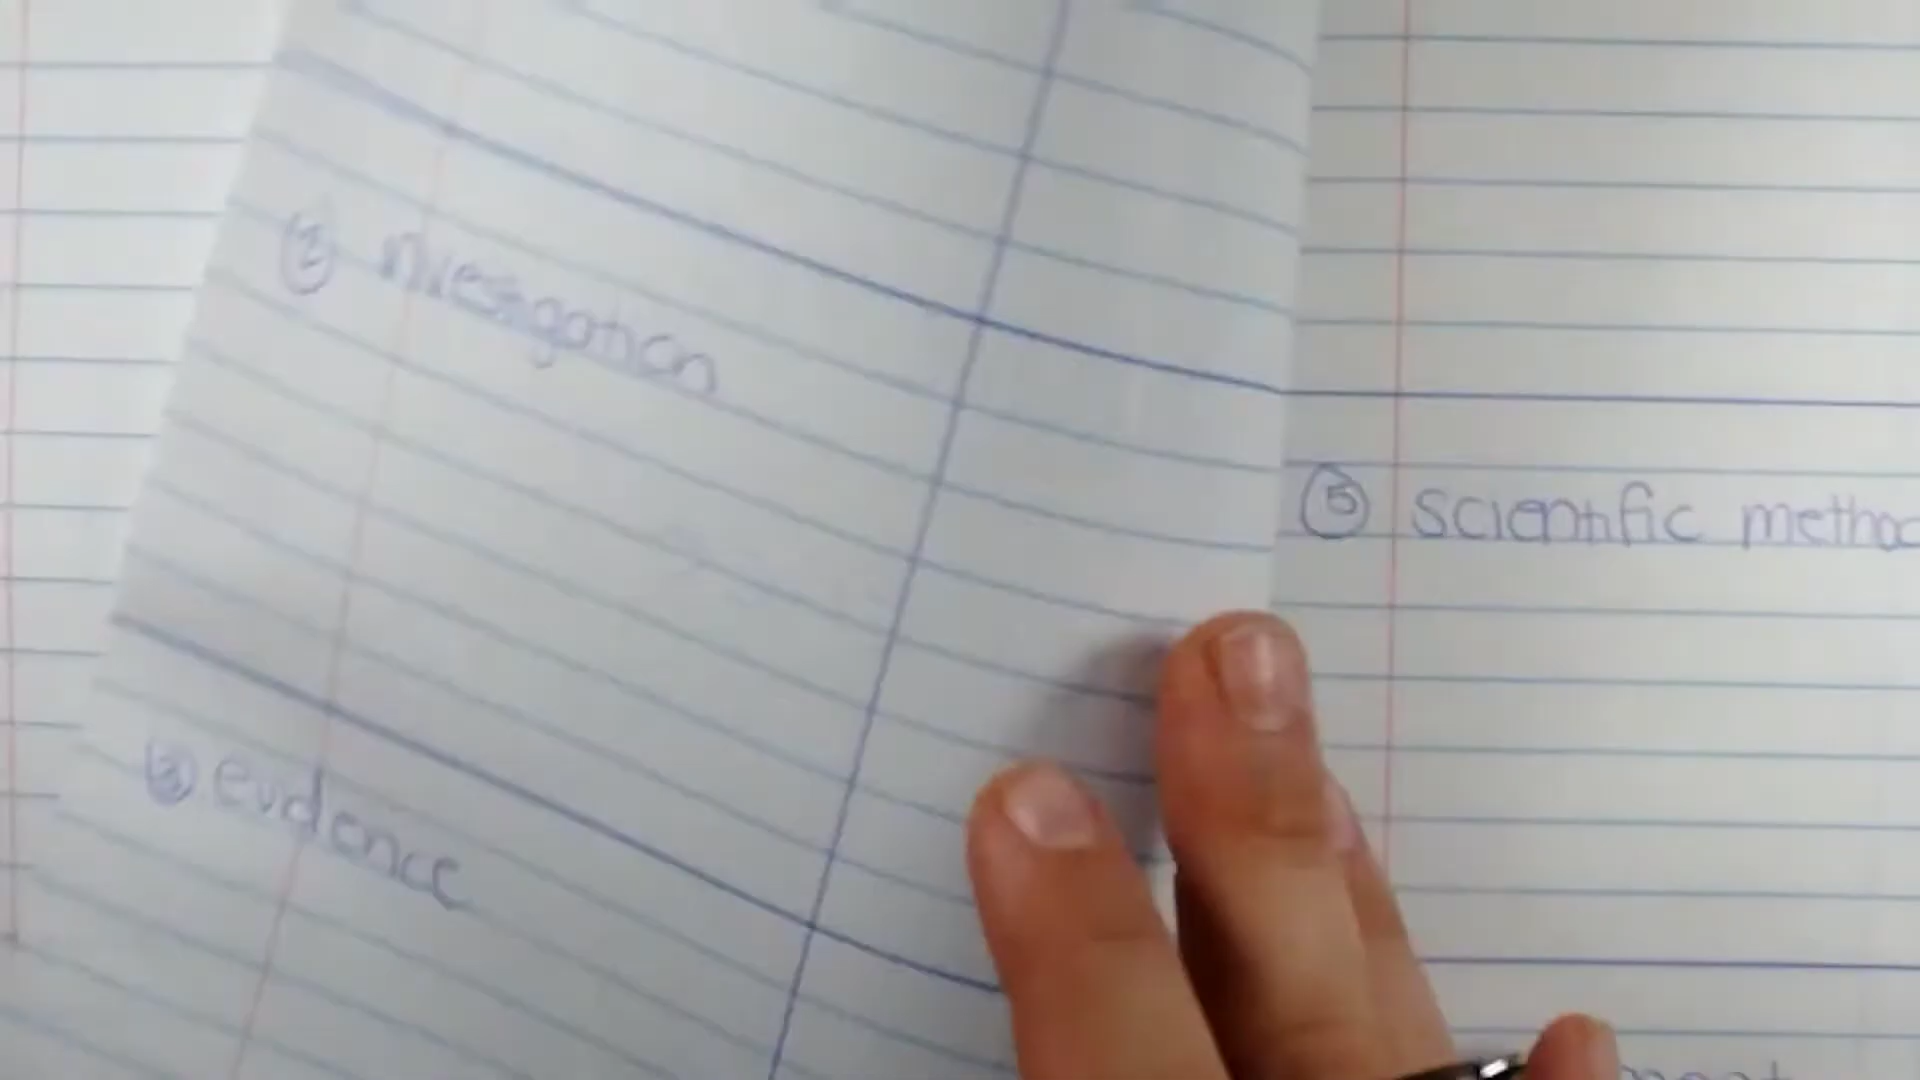 ② investigation
③ evidence
⑤ scientific method